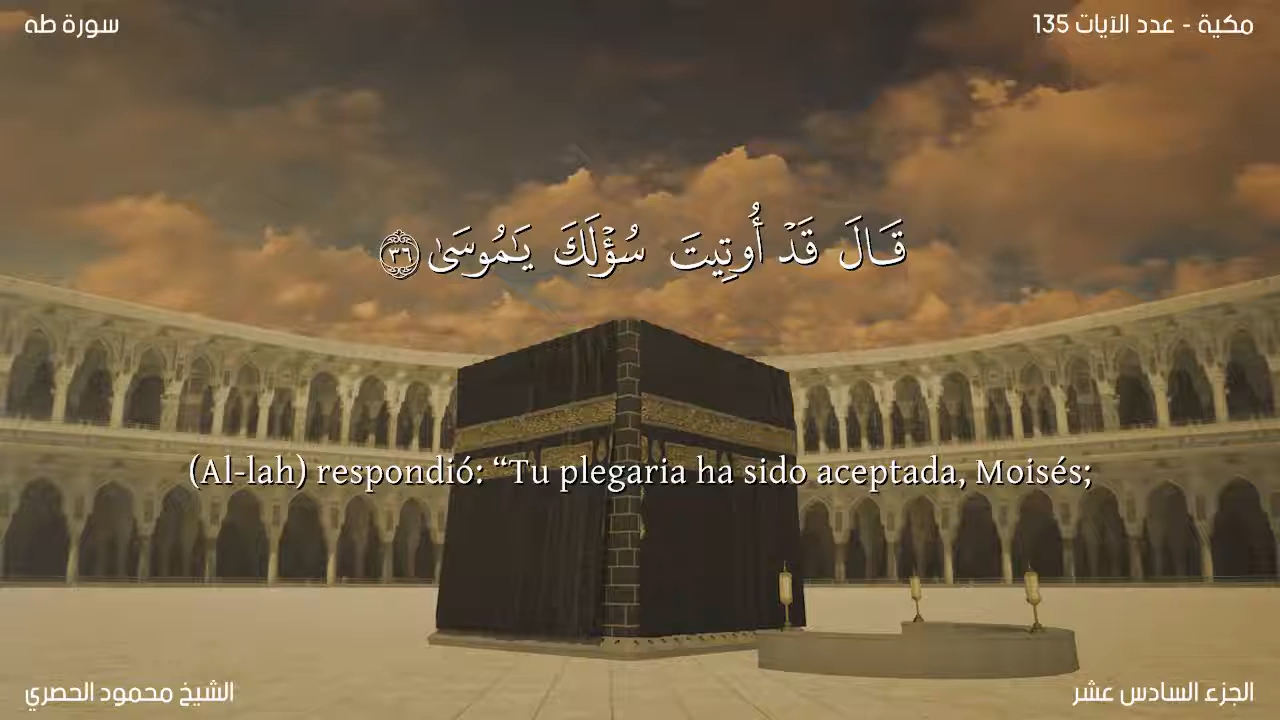 سورة طه
مكية - عدد الآيات 135
قَالَ قَدْ أُوتِيتَ سُؤْلَكَ يَٰمُوسَىٰ ٣٦
(Al-lah) respondió: “Tu plegaria ha sido aceptada, Moisés;
الشيخ محمود الحصري
الجزء السادس عشر